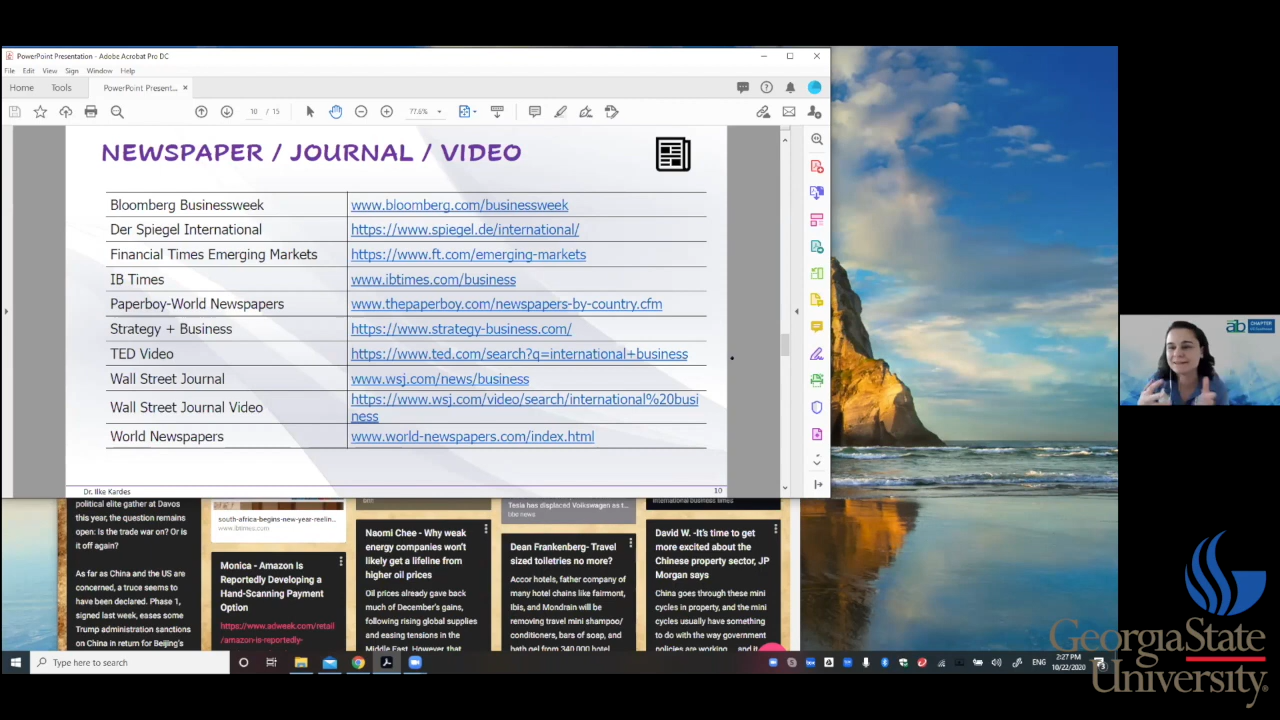 PowerPoint Presentation - Adobe Acrobat Pro DC
File Edit View Sign Window Help
Home Tools PowerPoint Present... ×
10 / 15 77.6%
NEWSPAPER / JOURNAL / VIDEO
Bloomberg Businessweek www.bloomberg.com/businessweek
Der Spiegel International https://www.spiegel.de/international/
Financial Times Emerging Markets https://www.ft.com/emerging-markets
IB Times www.ibtimes.com/business
Paperboy-World Newspapers www.thepaperboy.com/newspapers-by-country.cfm
Strategy + Business https://www.strategy-business.com/
TED Video https://www.ted.com/search?q=international+business
Wall Street Journal www.wsj.com/news/business
Wall Street Journal Video https://www.wsj.com/video/search/international%20busi
ness
World Newspapers www.world-newspapers.com/index.html
Dr. Ilke Kardes 10
political elite gather at Davos
this year, the question remains
open: Is the trade war on? Or is
it off again?
As far as China and the US are
concerned, a truce seems to
have been declared. Phase 1,
signed last week, eases some
Trump administration sanctions
on China in return for Beijing's
south-africa-begins-new-year-reelin...
www.ibtimes.com
Monica - Amazon Is
Reportedly Developing a
Hand-Scanning Payment
Option
https://www.adweek.com/retail
/amazon-is-reportedly-
Naomi Chee - Why weak
energy companies won't
likely get a lifeline from
higher oil prices
Oil prices already gave back
much of December's gains,
following rising global supplies
and easing tensions in the
Middle East. However, that
Tesla has displaced Volkswagen as t...
bbc news
Dean Frankenberg- Travel
sized toiletries no more?
Accor hotels, father company of
many hotel chains like fairmont,
Ibis, and Mondrain will be
removing travel mini shampoo/
conditioners, bars of soap, and
bath gel from 340,000 hotel
international business times
David W. -It's time to get
more excited about the
Chinese property sector, JP
Morgan says
China goes through these mini
cycles in property, and the mini
cycles usually have something
to do with the way government
policies are working... and it
Type here to search
ENG
2:27 PM
10/22/2020
aib CHAPTER
Georgia State
University